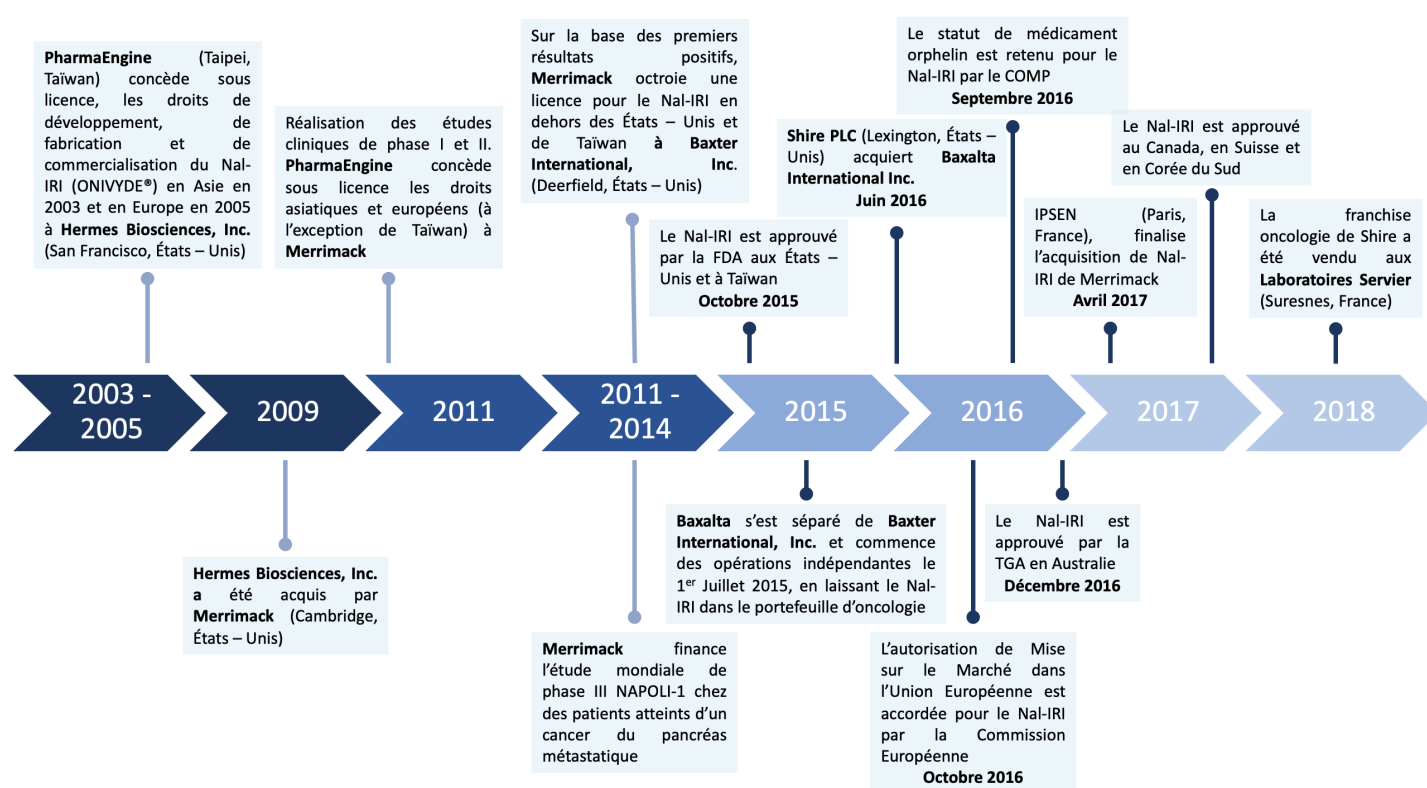 PharmaEngine (Taipei,
Taïwan) concède sous
licence, les droits de
développement, de
fabrication et de
commercialisation du Nal-
IRI (ONIVYDE®) en Asie en
2003 et en Europe en 2005
à Hermes Biosciences, Inc.
(San Francisco, États – Unis)
Réalisation des études
cliniques de phase I et II.
PharmaEngine concède
sous licence les droits
asiatiques et européens (à
l’exception de Taïwan) à
Merrimack
Sur la base des premiers
résultats positifs,
Merrimack octroie une
licence pour le Nal-IRI en
dehors des États – Unis et
de Taïwan à Baxter
International, Inc.
(Deerfield, États – Unis)
Le Nal-IRI est approuvé
par la FDA aux États –
Unis et à Taïwan
Octobre 2015
Shire PLC (Lexington, États –
Unis) acquiert Baxalta
International Inc.
Juin 2016
Le statut de médicament
orphelin est retenu pour le
Nal-IRI par le COMP
Septembre 2016
IPSEN (Paris,
France), finalise
l’acquisition de Nal-
IRI de Merrimack
Avril 2017
Le Nal-IRI est approuvé
au Canada, en Suisse et
en Corée du Sud
La franchise
oncologie de Shire a
été vendu aux
Laboratoires Servier
(Suresnes, France)
2003 -
2005
2009
2011
2011 -
2014
2015
2016
2017
2018
Hermes Biosciences, Inc.
a été acquis par
Merrimack (Cambridge,
États – Unis)
Merrimack finance
l’étude mondiale de
phase III NAPOLI-1 chez
des patients atteints d’un
cancer du pancréas
métastatique
Baxalta s’est séparé de Baxter
International, Inc. et commence
des opérations indépendantes le
1er Juillet 2015, en laissant le Nal-
IRI dans le portefeuille d’oncologie
L’autorisation de Mise
sur le Marché dans
l’Union Européenne est
accordée pour le Nal-IRI
par la Commission
Européenne
Octobre 2016
Le Nal-IRI est
approuvé par la
TGA en Australie
Décembre 2016